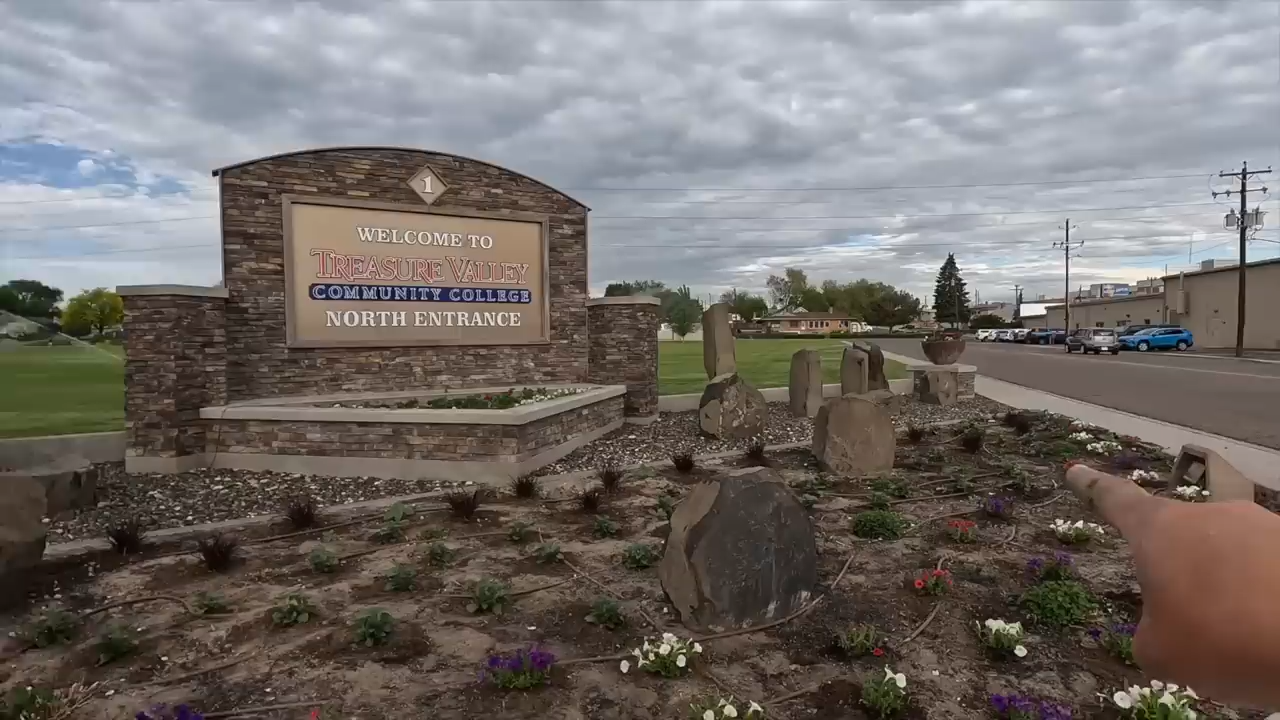 1
WELCOME TO
TREASURE VALLEY
COMMUNITY COLLEGE
NORTH ENTRANCE